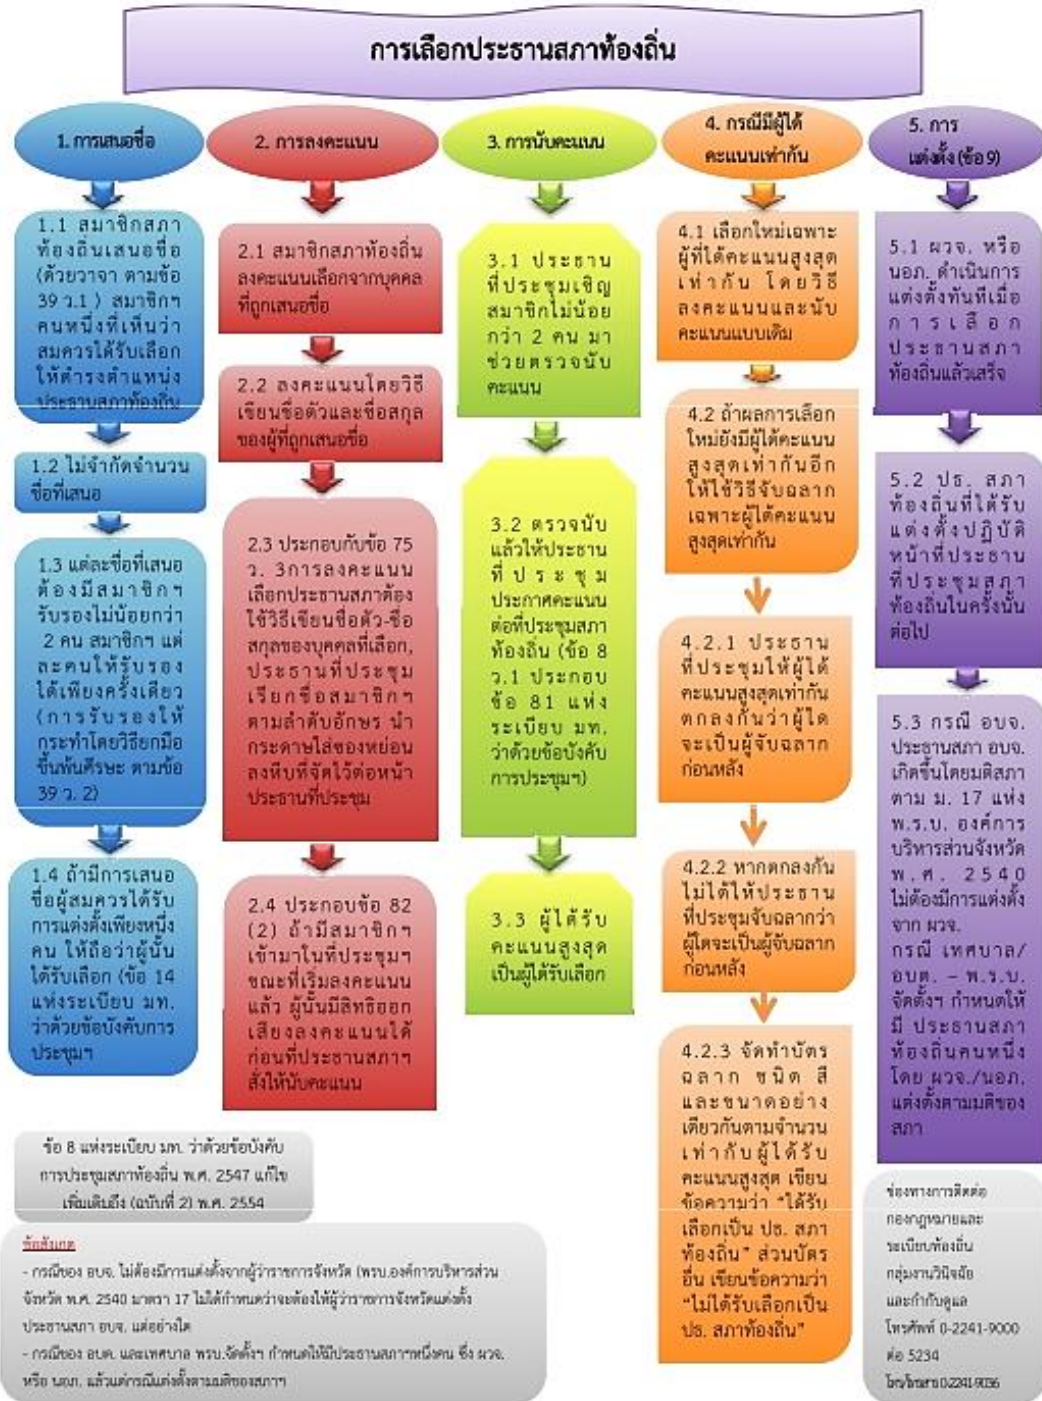 การเลือกประธานสภาท้องถิ่น
1. การเสนอชื่อ
1.1 สมาชิกสภา
ท้องถิ่นเสนอชื่อ
(ด้วยวาจา ตามข้อ
39 ว.1 ) สมาชิกฯ
คนหนึ่งที่เห็นว่า
สมควรได้รับเลือก
ให้ดำรงตำแหน่ง
ประธานสภาท้องถิ่น
1.2 ไม่จำกัดจำนวน
ชื่อที่เสนอ
1.3 แต่ละชื่อที่เสนอ
ต้องมีสมาชิกฯ
รับรองไม่น้อยกว่า
2 คน สมาชิกฯ แต่
ละคนให้รับรอง
ได้เพียงครั้งเดียว
(การรับรองให้
กระทำโดยวิธียกมือ
ขึ้นพ้นศีรษะ ตามข้อ
39 ว. 2)
1.4 ถ้ามีการเสนอ
ชื่อผู้สมควรได้รับ
การแต่งตั้งเพียงหนึ่ง
คน ให้ถือว่าผู้นั้น
ได้รับเลือก (ข้อ 14
แห่งระเบียบ มท.
ว่าด้วยข้อบังคับการ
ประชุมฯ
2. การลงคะแนน
2.1 สมาชิกสภาท้องถิ่น
ลงคะแนนเลือกจากบุคคล
ที่ถูกเสนอชื่อ
2.2 ลงคะแนนโดยวิธี
เขียนชื่อตัวและชื่อสกุล
ของผู้ที่ถูกเสนอชื่อ
2.3 ประกอบกับข้อ 75
ว. 3การลงคะแนน
เลือกประธานสภาต้อง
ใช้วิธีเขียนชื่อตัว-ชื่อ
สกุลของบุคคลที่เลือก,
ประธานที่ประชุม
เรียกชื่อสมาชิกฯ
ตามลำดับอักษร นำ
กระดาษใส่ซองหย่อน
ลงหีบที่จัดไว้ต่อหน้า
ประธานที่ประชุม
2.4 ประกอบข้อ 82
(2) ถ้ามีสมาชิกฯ
เข้ามาในที่ประชุมฯ
ขณะที่เริ่มลงคะแนน
แล้ว ผู้นั้นมีสิทธิออก
เสียงลงคะแนนได้
ก่อนที่ประธานสภาฯ
สั่งให้นับคะแนน
3. การนับคะแนน
3.1 ประธาน
ที่ประชุมเชิญ
สมาชิกไม่น้อย
กว่า 2 คน มา
ช่วยตรวจนับ
คะแนน
3.2 ตรวจนับ
แล้วให้ประธาน
ที่ประชุม
ประกาศคะแนน
ต่อที่ประชุมสภา
ท้องถิ่น (ข้อ 8
ว.1 ประกอบ
ข้อ 81 แห่ง
ระเบียบ มท.
ว่าด้วยข้อบังคับ
การประชุมฯ)
3.3 ผู้ได้รับ
คะแนนสูงสุด
เป็นผู้ได้รับเลือก
4. กรณีมีผู้ได้
คะแนนเท่ากัน
4.1 เลือกใหม่เฉพาะ
ผู้ที่ได้คะแนนสูงสุด
เท่ากัน โดยวิธี
ลงคะแนนและนับ
คะแนนแบบเดิม
4.2 ถ้าผลการเลือก
ใหม่ยังมีผู้ได้คะแนน
สูงสุดเท่ากันอีก
ให้ใช้วิธีจับฉลาก
เฉพาะผู้ได้คะแนน
สูงสุดเท่ากัน
4.2.1 ประธาน
ที่ประชุมให้ผู้ได้
คะแนนสูงสุดเท่ากัน
ตกลงกันว่าผู้ใด
จะเป็นผู้จับฉลาก
ก่อนหลัง
4.2.2 หากตกลงกัน
ไม่ได้ให้ประธาน
ที่ประชุมจับฉลากว่า
ผู้ใดจะเป็นผู้จับฉลาก
ก่อนหลัง
4.2.3 จัดทำบัตร
ฉลาก ชนิด สี
และขนาดอย่าง
เดียวกันตามจำนวน
เท่ากับผู้ได้รับ
คะแนนสูงสุด เขียน
ข้อความว่า “ได้รับ
เลือกเป็น ปธ. สภา
ท้องถิ่น” ส่วนบัตร
อื่น เขียนข้อความว่า
“ไม่ได้รับเลือกเป็น
ปธ. สภาท้องถิ่น”
5. การ
แต่งตั้ง (ข้อ 9)
5.1 ผวจ. หรือ
นอภ. ดำเนินการ
แต่งตั้งทันทีเมื่อ
การเลือก
ประธานสภา
ท้องถิ่นแล้วเสร็จ
5.2 ปธ. สภา
ท้องถิ่นที่ได้รับ
แต่งตั้งปฏิบัติ
หน้าที่ประธาน
ที่ประชุมสภา
ท้องถิ่นในครั้งนั้น
ต่อไป
5.3 กรณี อบจ.
ประธานสภา อบจ.
เกิดขึ้นโดยมติสภา
ตาม ม. 17 แห่ง
พ.ร.บ. องค์การ
บริหารส่วนจังหวัด
พ.ศ. 2540
ไม่ต้องมีการแต่งตั้ง
จาก ผวจ.
กรณี เทศบาล/
อบต. – พ.ร.บ.
จัดตั้งฯ กำหนดให้
มี ประธานสภา
ท้องถิ่นคนหนึ่ง
โดย ผวจ./นอภ.
แต่งตั้งตามมติของ
สภา
ข้อ 8 แห่งระเบียบ มท. ว่าด้วยข้อบังคับ
การประชุมสภาท้องถิ่น พ.ศ. 2547 แก้ไข
เพิ่มเติมถึง (ฉบับที่ 2) พ.ศ. 2554
ข้อสังเกต
- กรณีของ อบจ. ไม่ต้องมีการแต่งตั้งจากผู้ว่าราชการจังหวัด (พรบ.องค์การบริหารส่วน
จังหวัด พ.ศ. 2540 มาตรา 17 ไม่ได้กำหนดว่าจะต้องให้ผู้ว่าราชการจังหวัดแต่งตั้ง
ประธานสภา อบจ. แต่อย่างใด
- กรณีของ อบต. และเทศบาล พรบ.จัดตั้งฯ กำหนดให้มีประธานสภาฯหนึ่งคน ซึ่ง ผวจ.
หรือ นอภ. แล้วแต่กรณีแต่งตั้งตามมติของสภาฯ
ช่องทางการติดต่อ
กองกฎหมายและ
ระเบียบท้องถิ่น
กลุ่มงานวินิจฉัย
และกำกับดูแล
โทรศัพท์ 0-2241-9000
ต่อ 5234
โทร/โทรสาร 0-2241-9036